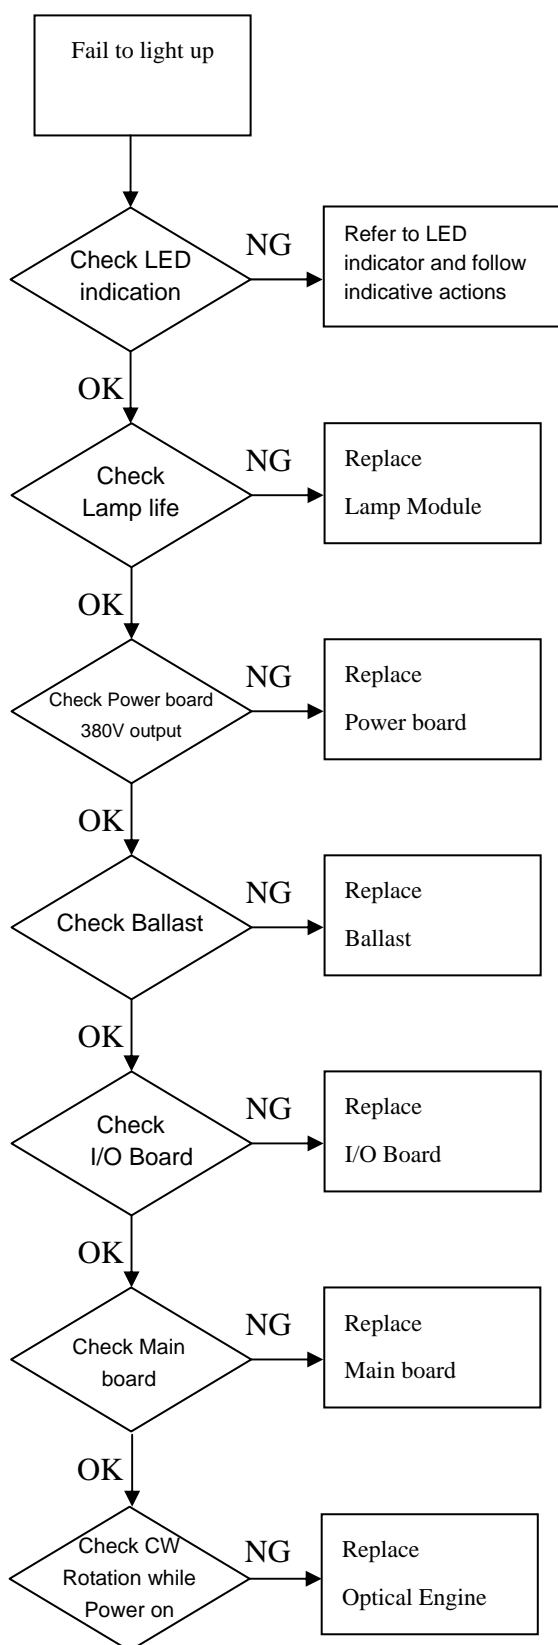 Fail to light up
Check LED
indication
NG
Refer to LED
indicator and follow
indicative actions
OK
Check
Lamp life
NG
Replace
Lamp Module
OK
Check Power board
380V output
NG
Replace
Power board
OK
Check Ballast
NG
Replace
Ballast
OK
Check
I/O Board
NG
Replace
I/O Board
OK
Check Main
board
NG
Replace
Main board
OK
Check CW
Rotation while
Power on
NG
Replace
Optical Engine